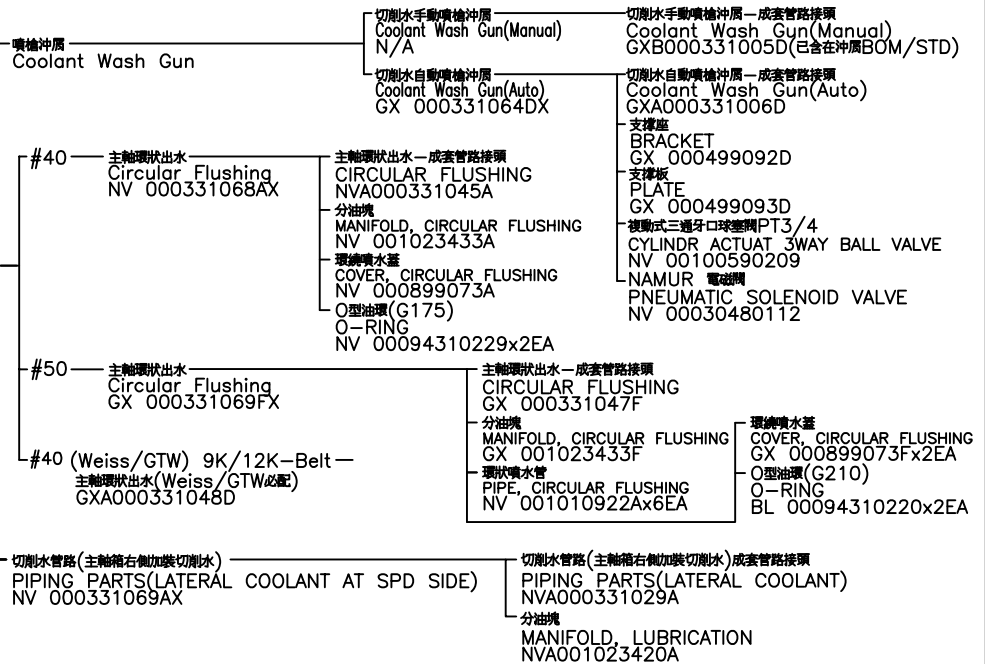 噴槍沖屑
Coolant Wash Gun
切削水手動噴槍沖屑
Coolant Wash Gun(Manual)
N/A
切削水手動噴槍沖屑—成套管路接頭
Coolant Wash Gun(Manual)
GXB000331005D(已含在沖屑BOM/STD)
切削水自動噴槍沖屑
Coolant Wash Gun(Auto)
GX 000331064DX
切削水自動噴槍沖屑—成套管路接頭
Coolant Wash Gun(Auto)
GXA000331006D
支撐座
BRACKET
GX 000499092D
支撐板
PLATE
GX 000499093D
複動式三通牙口球塞閥PT3/4
CYLINDR ACTUAT 3WAY BALL VALVE
NV 00100590209
NAMUR 電磁閥
PNEUMATIC SOLENOID VALVE
NV 00030480112
#40
主軸環狀出水
Circular Flushing
NV 000331068AX
主軸環狀出水—成套管路接頭
CIRCULAR FLUSHING
NVA000331045A
分油塊
MANIFOLD, CIRCULAR FLUSHING
NV 001023433A
環繞噴水蓋
COVER, CIRCULAR FLUSHING
NV 000899073A
O型油環(G175)
O-RING
NV 00094310229x2EA
#50
主軸環狀出水
Circular Flushing
GX 000331069FX
主軸環狀出水—成套管路接頭
CIRCULAR FLUSHING
GX 000331047F
分油塊
MANIFOLD, CIRCULAR FLUSHING
GX 001023433F
環狀噴水管
PIPE, CIRCULAR FLUSHING
NV 001010922Ax6EA
環繞噴水蓋
COVER, CIRCULAR FLUSHING
GX 000899073Fx2EA
O型油環(G210)
O-RING
BL 00094310220x2EA
#40 (Weiss/GTW) 9K/12K-Belt
主軸環狀出水(Weiss/GTW必配)
GXA000331048D
切削水管路(主軸箱右側加裝切削水)
PIPING PARTS(LATERAL COOLANT AT SPD SIDE)
NV 000331069AX
切削水管路(主軸箱右側加裝切削水)成套管路接頭
PIPING PARTS(LATERAL COOLANT)
NVA000331029A
分油塊
MANIFOLD, LUBRICATION
NVA001023420A